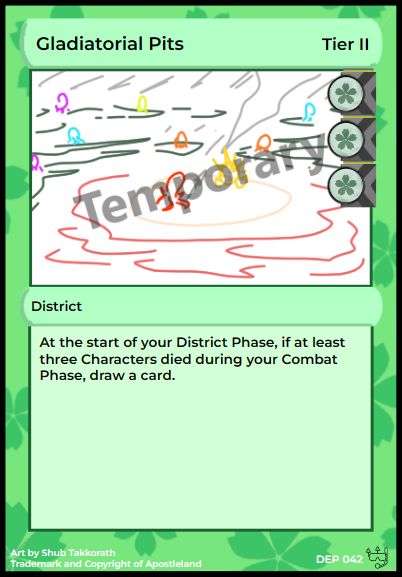 Gladiatorial Pits
Tier II
Temporary
District
At the start of your District Phase, if at least
three Characters died during your Combat
Phase, draw a card.
Art by Shub Takkorath
Trademark and Copyright of Apostleland
DEP 042